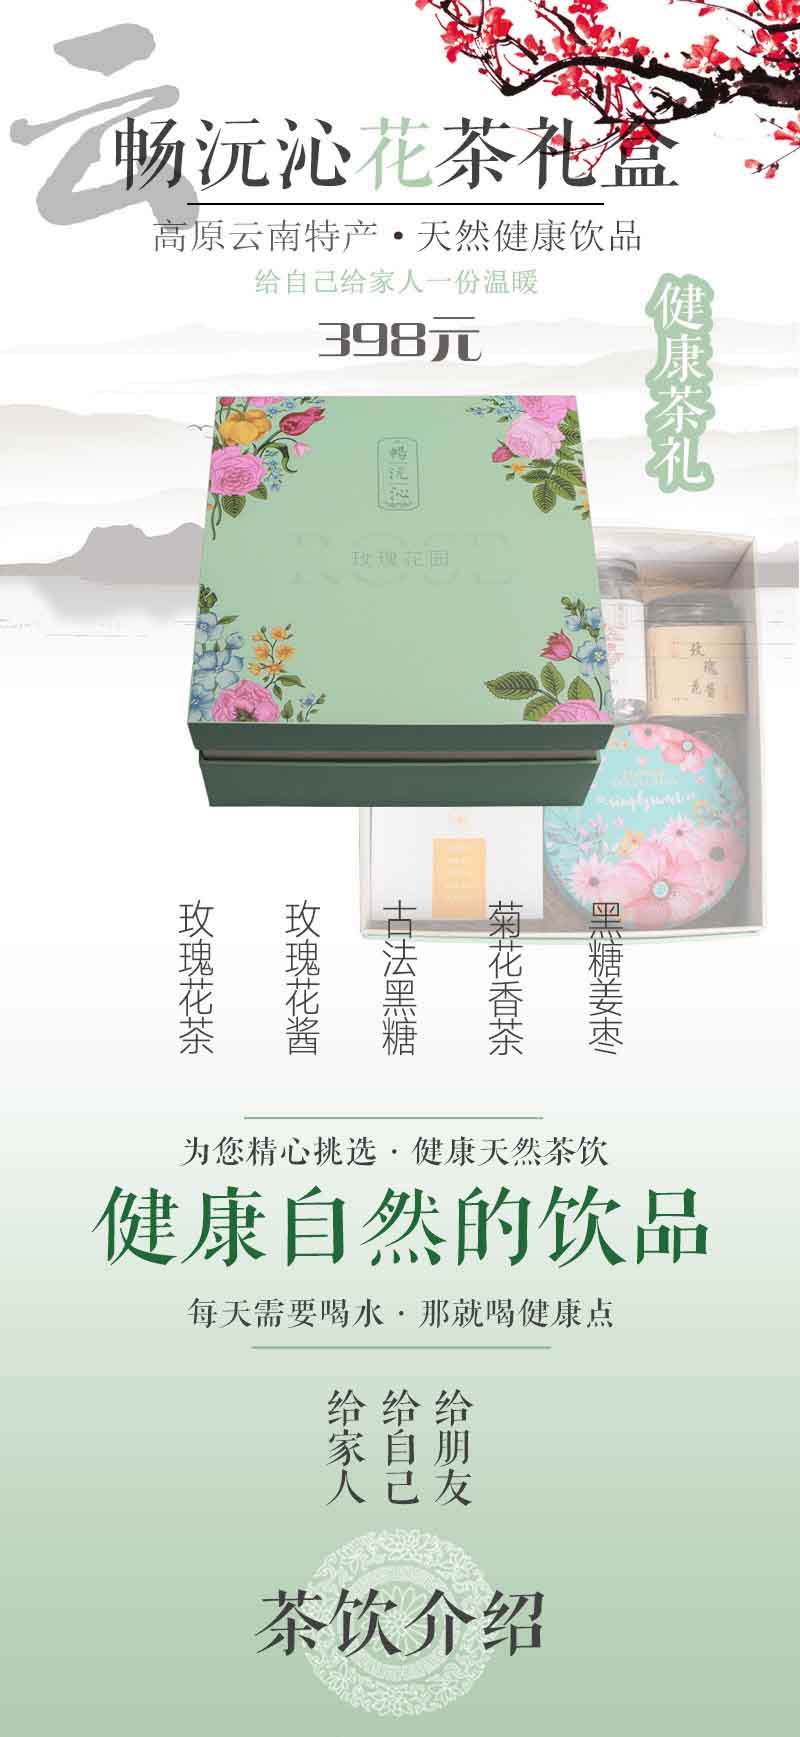 云
畅沅沁花茶礼盒
高原云南特产·天然健康饮品
给自己给家人一份温暖
398元
健康茶礼
畅沅沁
ROSE
玫瑰花园
玫瑰花酱
simply sweet
玫瑰花茶
玫瑰花酱
古法黑糖
菊花香茶
黑糖姜枣
为您精心挑选·健康天然茶饮
健康自然的饮品
每天需要喝水·那就喝健康点
给家人
给自己
给朋友
茶饮介绍